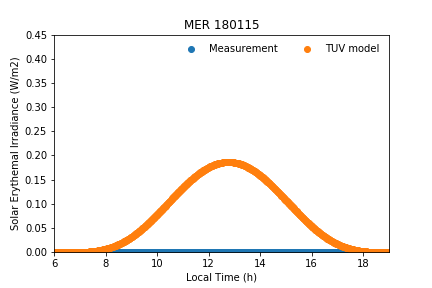 MER 180115
Measurement
TUV model
Solar Erythemal Irradiance (W/m2)
0.45
0.40
0.35
0.30
0.25
0.20
0.15
0.10
0.05
0.00
6 8 10 12 14 16 18
Local Time (h)